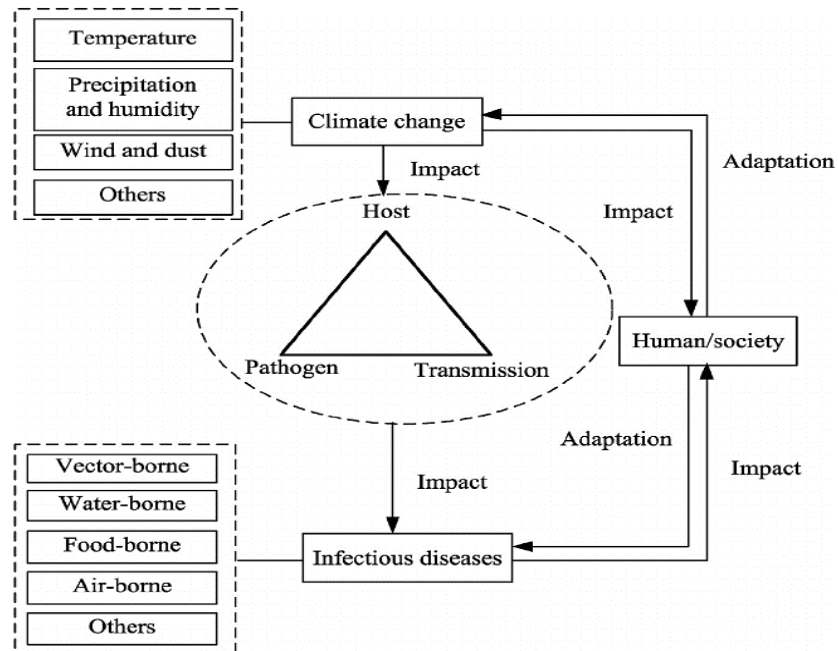 Temperature
Precipitation
and humidity
Wind and dust
Others
Climate change
Impact
Adaptation
Impact
Host
Pathogen
Transmission
Human/society
Adaptation
Impact
Impact
Vector-borne
Water-borne
Food-borne
Air-borne
Others
Infectious diseases